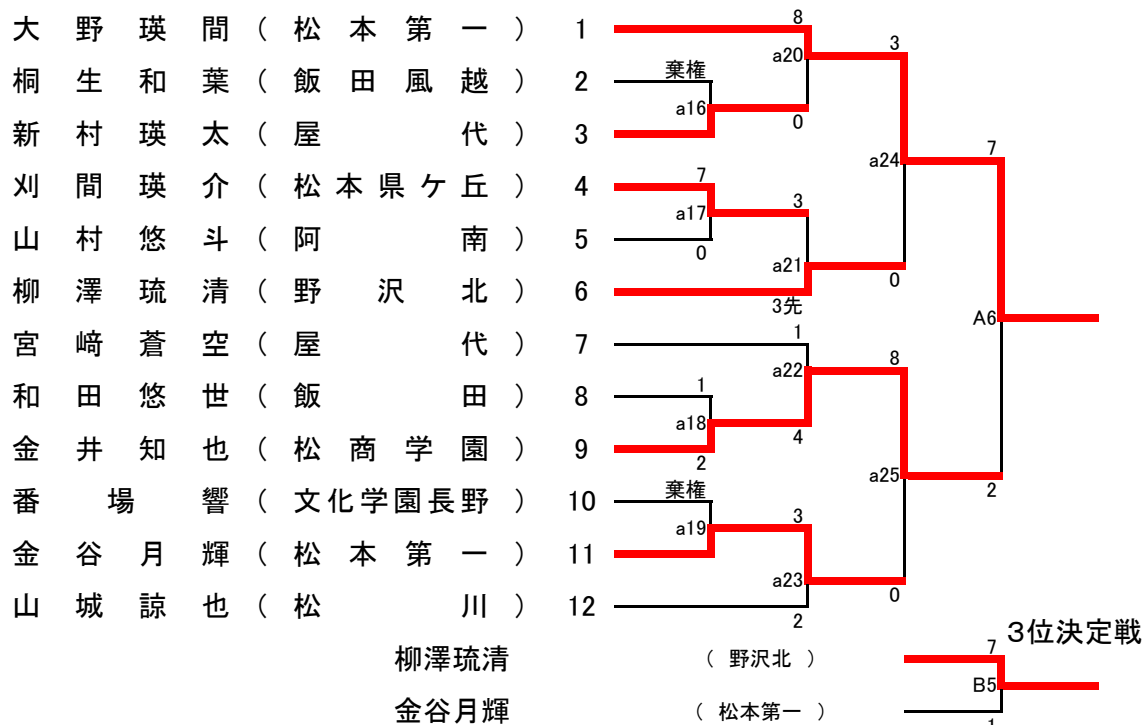 大野瑛間（松本第一） 1
桐生和葉（飯田風越） 2
新村瑛太（屋代） 3
刈間瑛介（松本県ケ丘） 4
山村悠斗（阿南） 5
柳澤琉清（野沢北） 6
宮﨑蒼空（屋代） 7
和田悠世（飯田） 8
金井知也（松商学園） 9
番場響（文化学園長野） 10
金谷月輝（松本第一） 11
山城諒也（松川） 12
棄権
a16
7
a17
0
1
a18
2
棄権
a19
8
a20
0
3
a21
3先
1
a22
4
3
a23
2
3
a24
0
8
a25
0
7
A6
2
3位決定戦
柳澤琉清 （野沢北） 7
B5
金谷月輝 （松本第一） 1